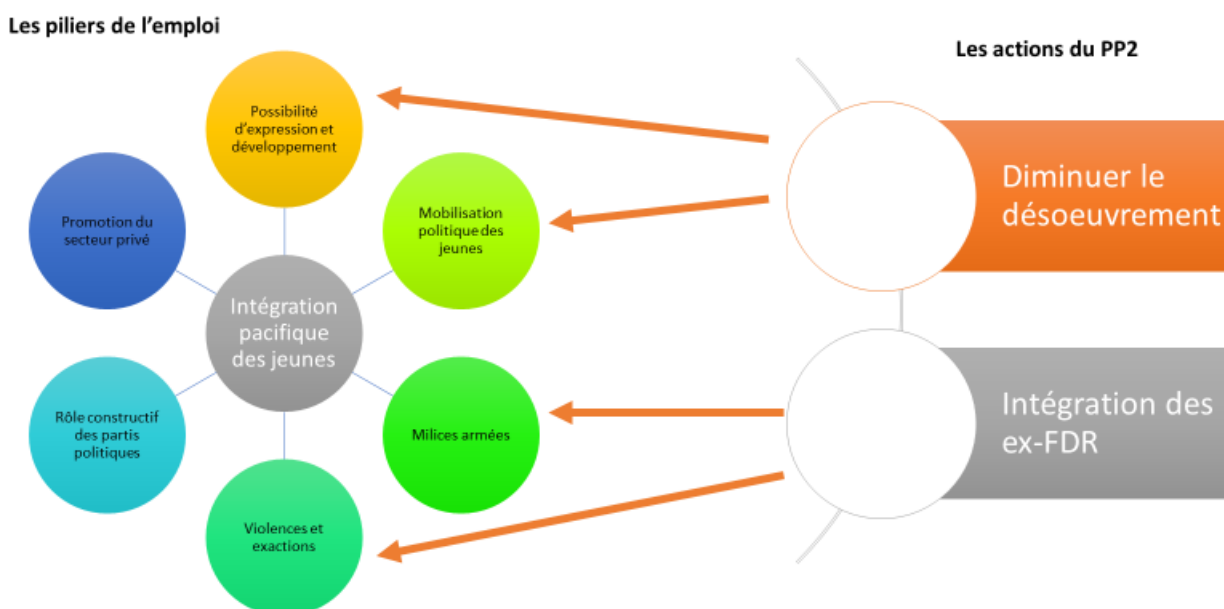 Les piliers de l'emploi
Les actions du PP2
Possibilité
d'expression et
développement
Promotion du
secteur privé
Mobilisation
politique des
jeunes
Intégration
pacifique
des jeunes
Rôle constructif
des partis
politiques
Milices armées
Violences et
exactions
Diminuer le
désoeuvrement
Intégration des
ex-FDR